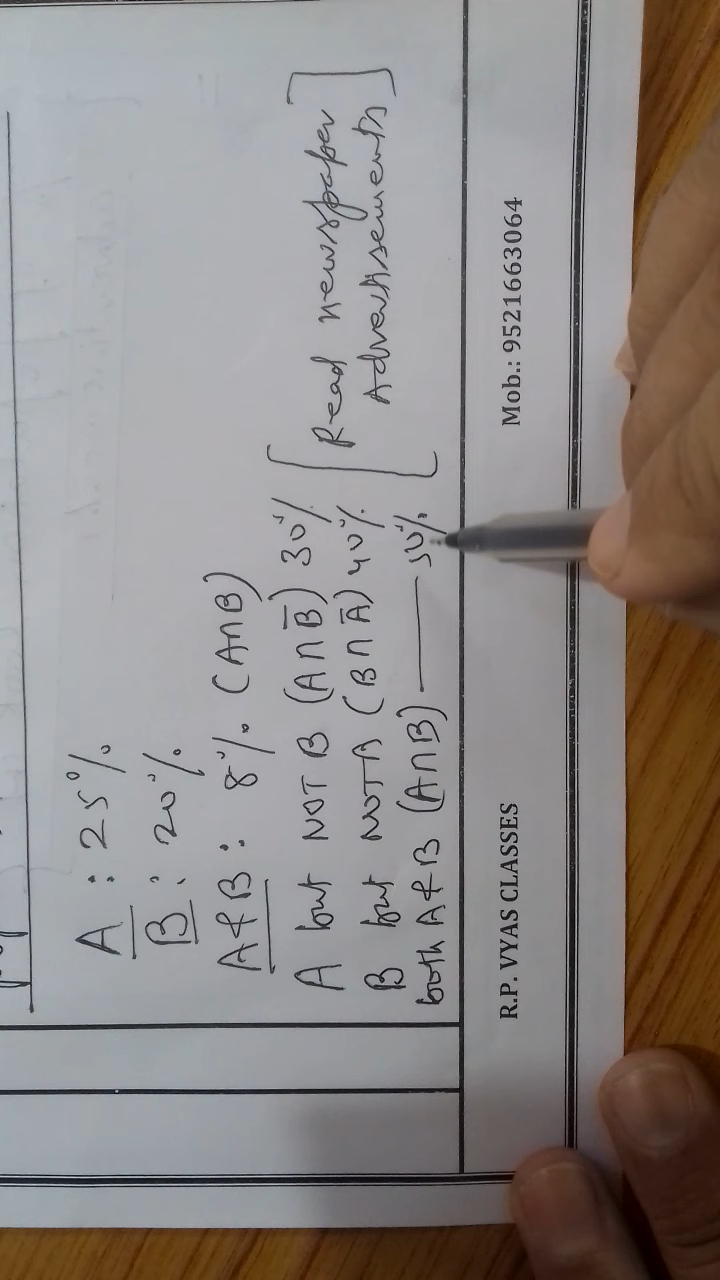 A : 25%
B : 20%
A & B : 8% (A∩B)
A but NOT B (A∩B̅) 30% [Read newspaper
B but NOT A (B∩A̅) 40% Advertisements]
both A & B (A∩B) — 50%
R.P. VYAS CLASSES Mob.: 9521663064